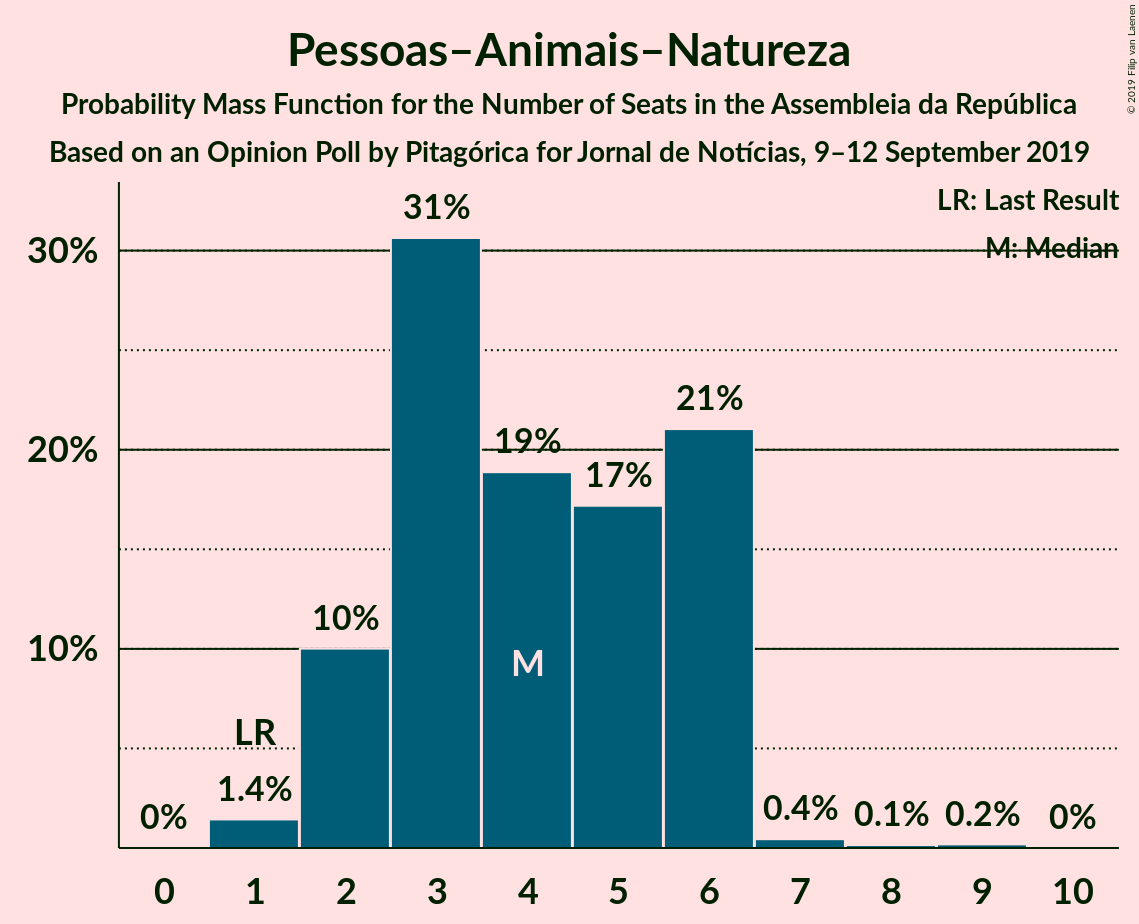 Pessoas–Animais–Natureza
Probability Mass Function for the Number of Seats in the Assembleia da República
Based on an Opinion Poll by Pitagórica for Jornal de Notícias, 9–12 September 2019
© 2019 Filip van Laenen
LR: Last Result
M: Median
30%
20%
10%
0%
1.4%
LR
10%
31%
19%
M
17%
21%
0.4%
0.1%
0.2%
0%
0 1 2 3 4 5 6 7 8 9 10